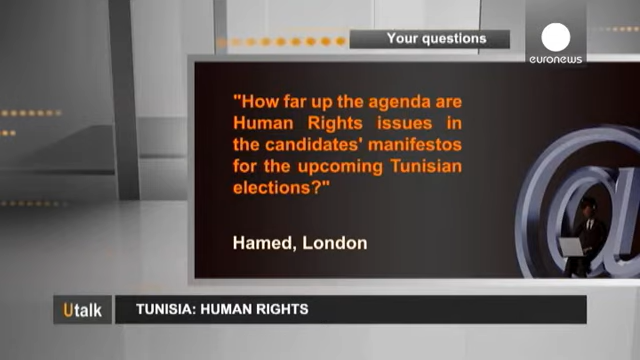 Your questions
euronews
"How far up the agenda are
Human Rights issues in
the candidates' manifestos
for the upcoming Tunisian
elections?"
Hamed, London
@
Utalk
TUNISIA: HUMAN RIGHTS